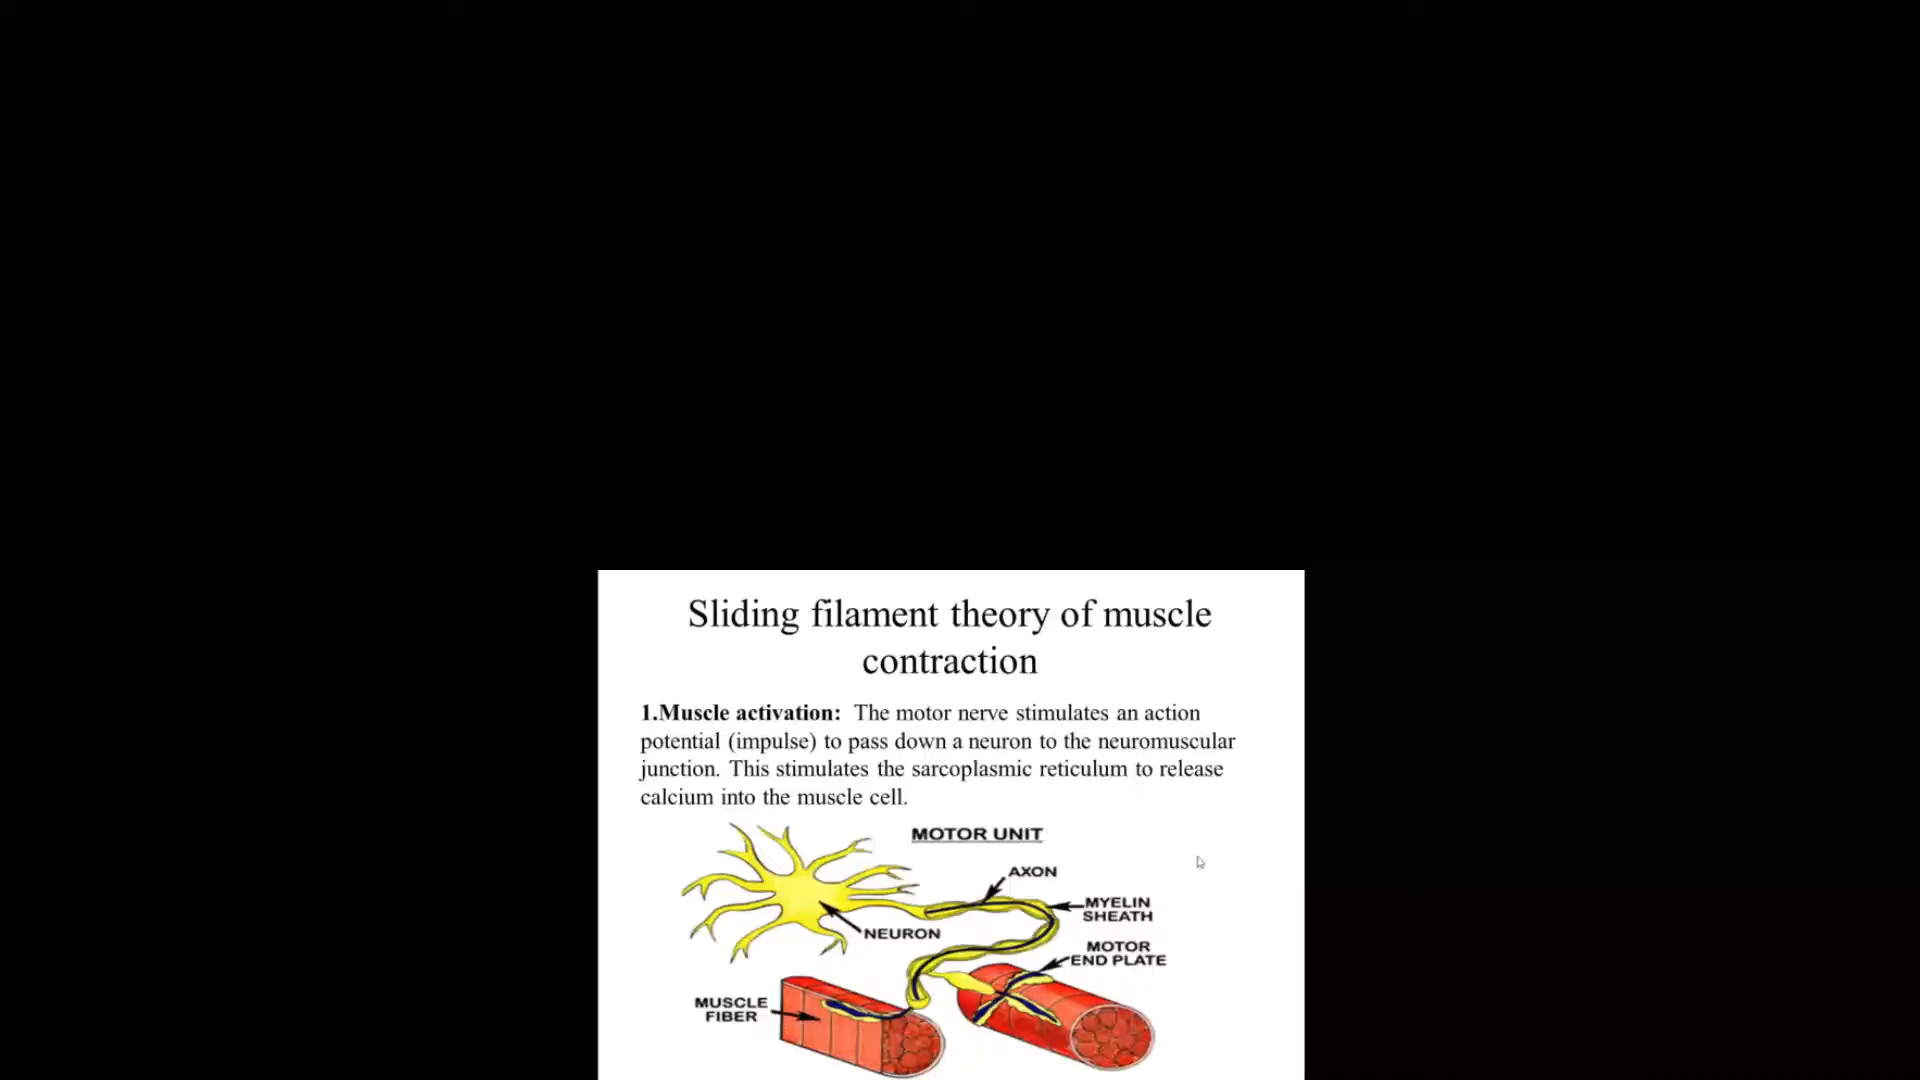 Sliding filament theory of muscle
contraction
1.Muscle activation: The motor nerve stimulates an action
potential (impulse) to pass down a neuron to the neuromuscular
junction. This stimulates the sarcoplasmic reticulum to release
calcium into the muscle cell.
MOTOR UNIT
AXON
MYELIN
SHEATH
NEURON
MOTOR
END PLATE
MUSCLE
FIBER